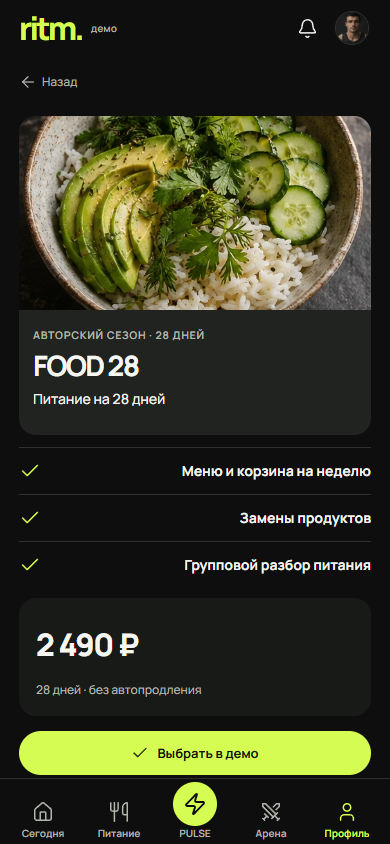 ritm. демо
Назад
АВТОРСКИЙ СЕЗОН · 28 ДНЕЙ
FOOD 28
Питание на 28 дней
Меню и корзина на неделю
Замены продуктов
Групповой разбор питания
2 490 ₽
28 дней · без автопродления
Выбрать в демо
Сегодня Питание PULSE Арена Профиль